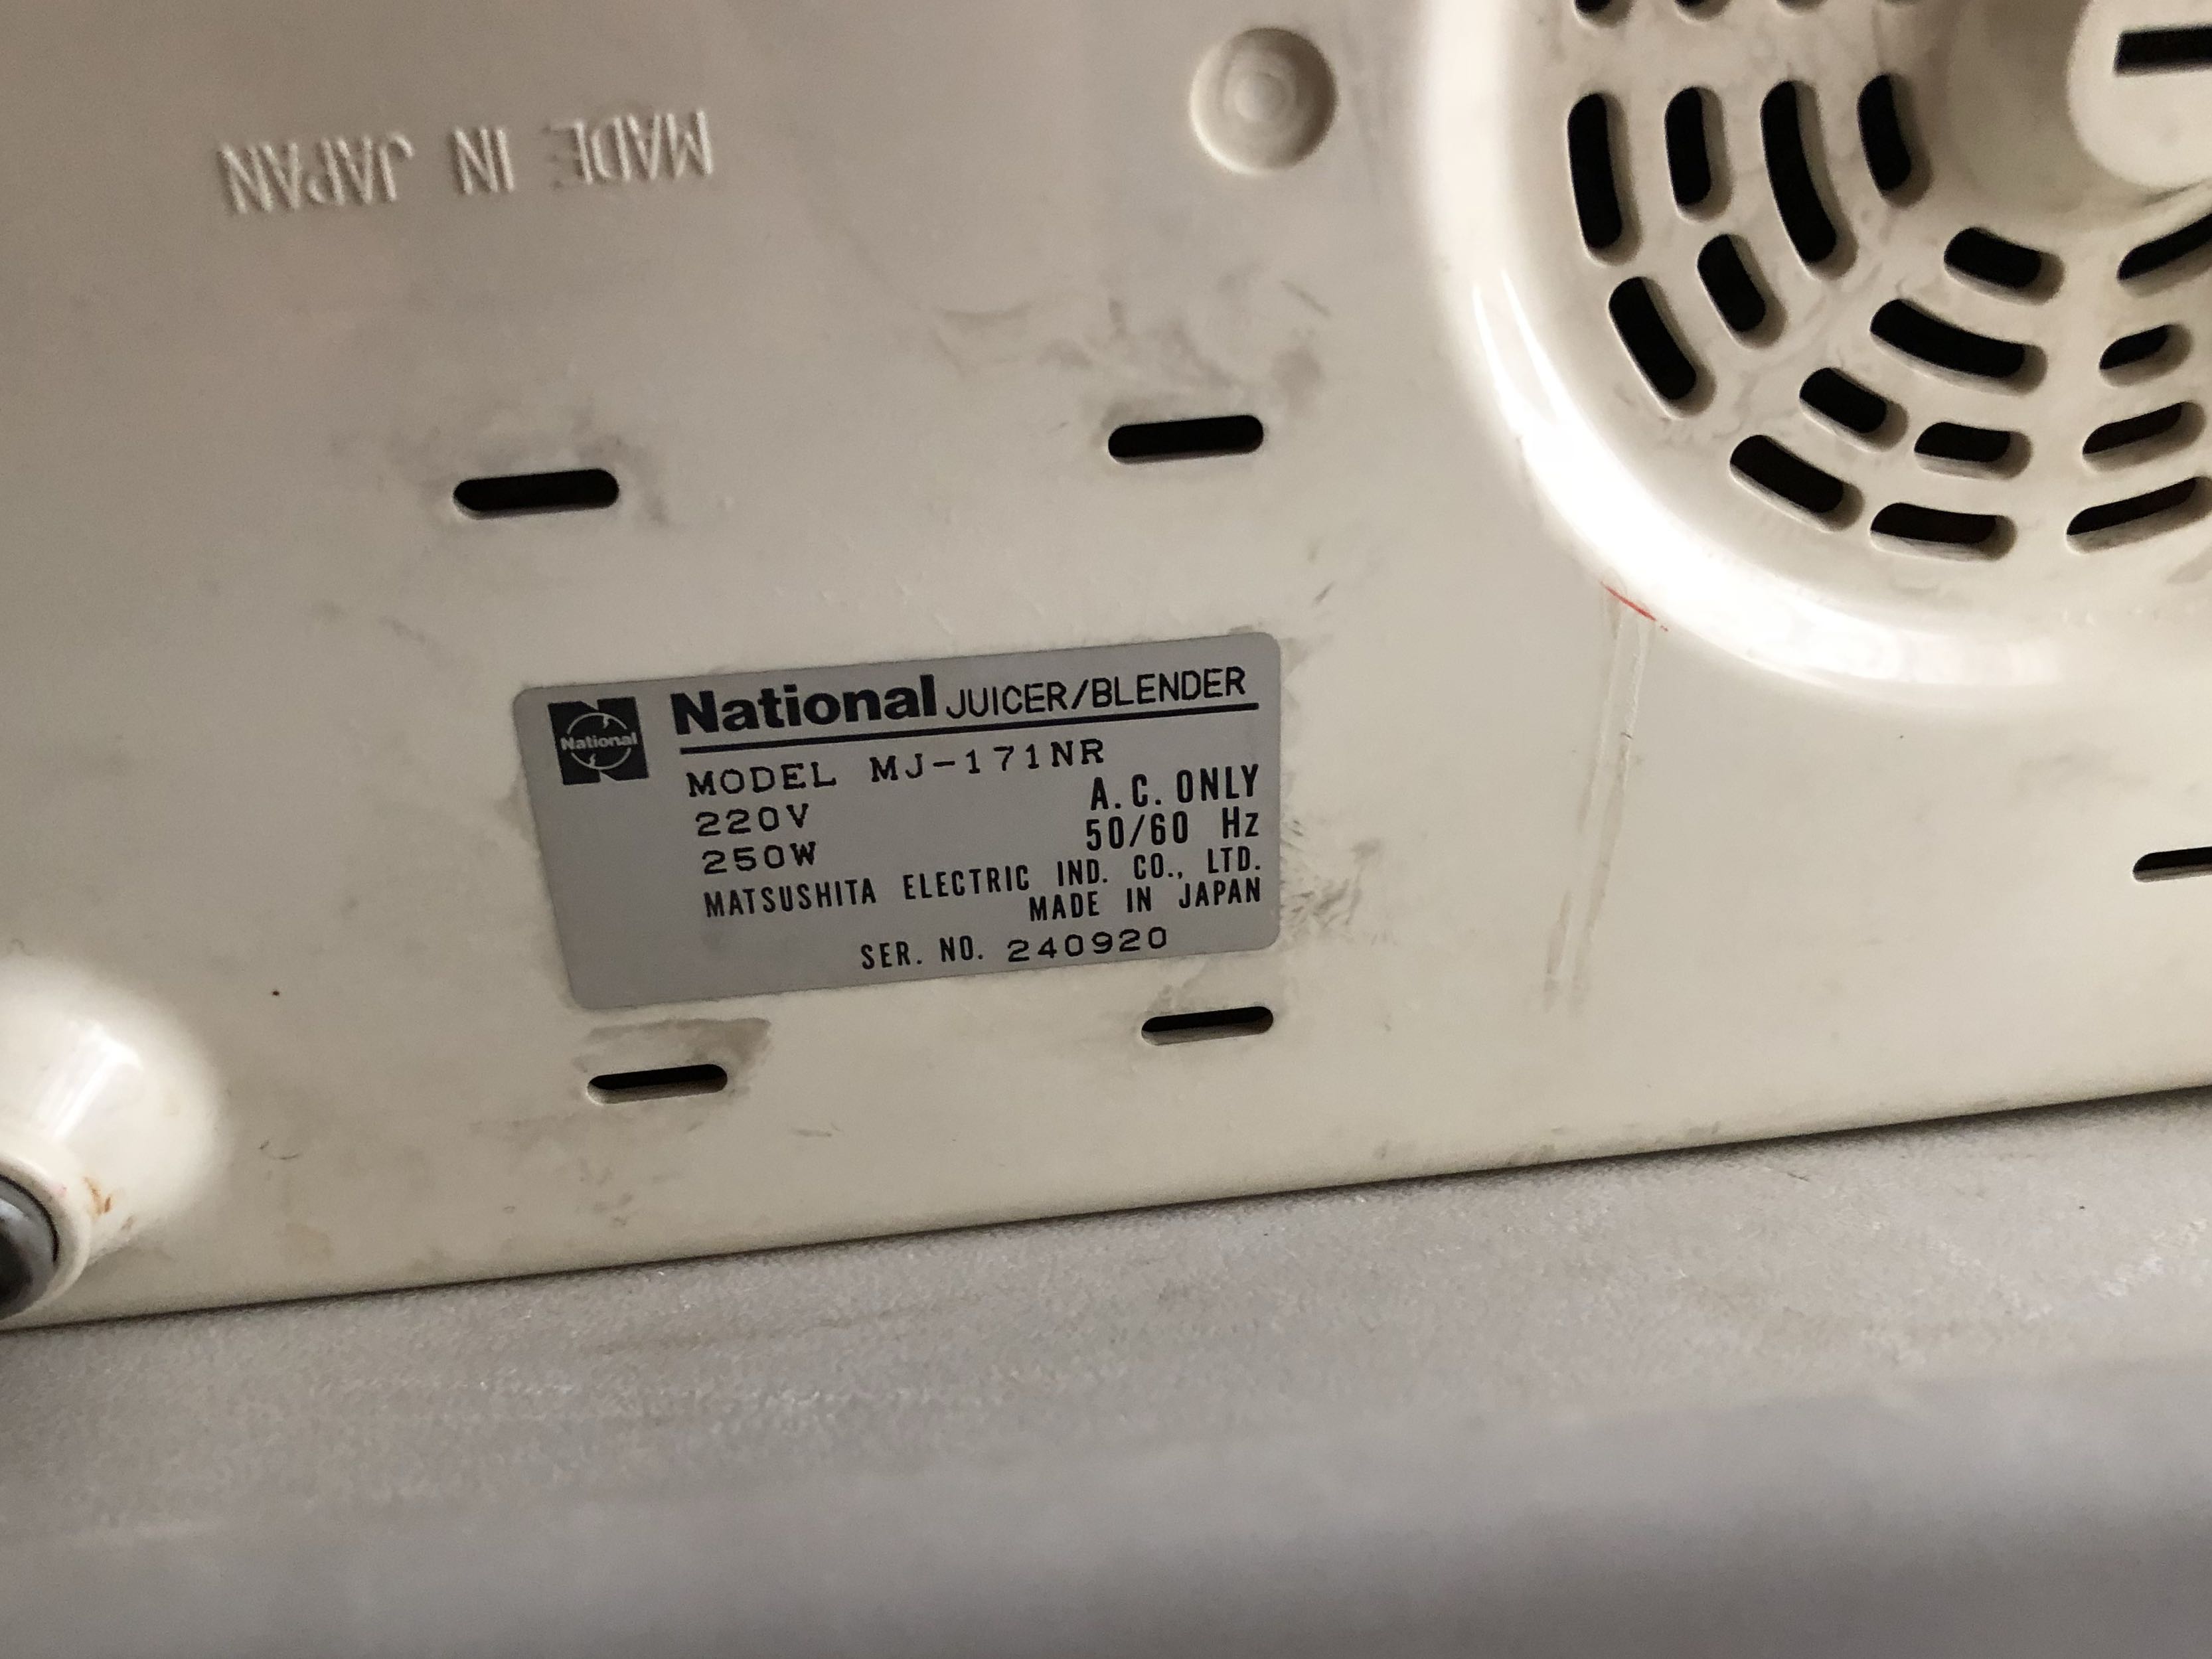 MADE IN JAPAN
National
National JUICER/BLENDER
MODEL MJ-171NR
220V A.C. ONLY
250W 50/60 Hz
MATSUSHITA ELECTRIC IND. CO., LTD.
MADE IN JAPAN
SER. NO. 240920